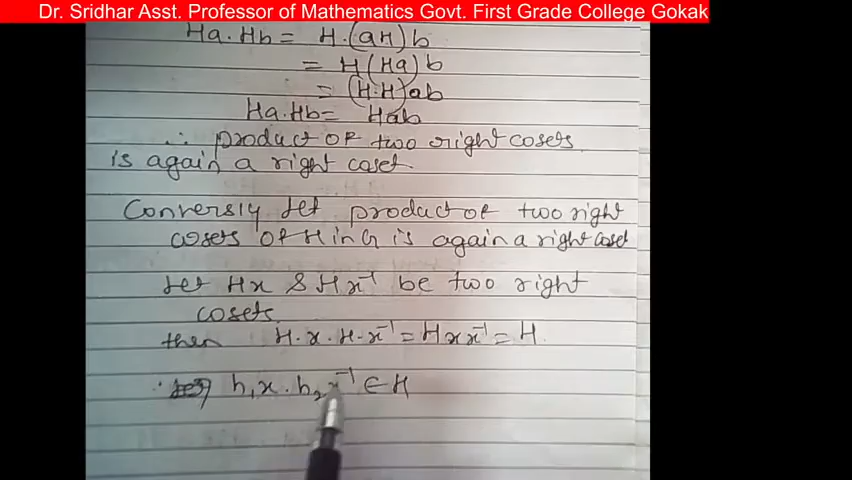 Dr. Sridhar Asst. Professor of Mathematics Govt. First Grade College Gokak
Ha.Hb = H.(aH)b
= H(Ha)b
= (H.H)ab
Ha.Hb = Hab
∴ product of two right cosets
is again a right coset.
Conversly let product of two right
cosets of H in G is again a right coset
let Hx & Hx⁻¹ be two right
cosets.
then H.x.H.x⁻¹ = Hxx⁻¹ = H.
h₁x.h₂x⁻¹ ∈ H